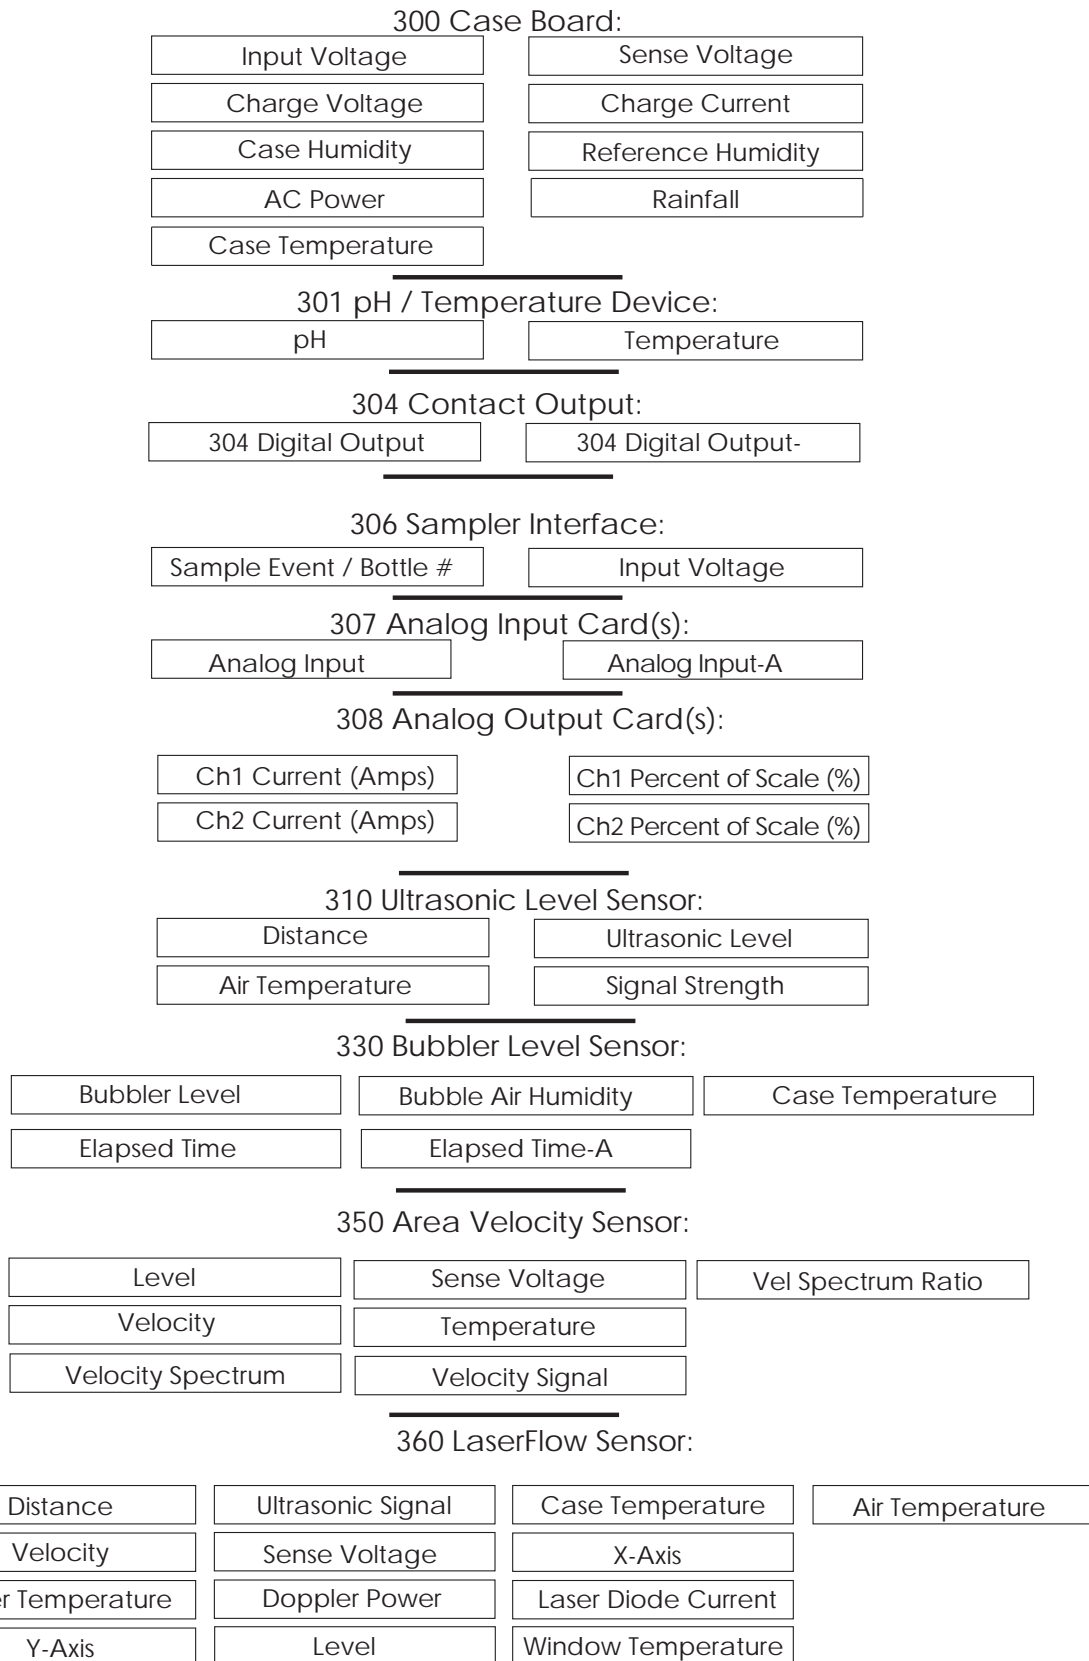 300 Case Board:
Input Voltage Sense Voltage
Charge Voltage Charge Current
Case Humidity Reference Humidity
AC Power Rainfall
Case Temperature
301 pH / Temperature Device:
pH Temperature
304 Contact Output:
304 Digital Output 304 Digital Output-
306 Sampler Interface:
Sample Event / Bottle # Input Voltage
307 Analog Input Card(s):
Analog Input Analog Input-A
308 Analog Output Card(s):
Ch1 Current (Amps) Ch1 Percent of Scale (%)
Ch2 Current (Amps) Ch2 Percent of Scale (%)
310 Ultrasonic Level Sensor:
Distance Ultrasonic Level
Air Temperature Signal Strength
330 Bubbler Level Sensor:
Bubbler Level Bubble Air Humidity Case Temperature
Elapsed Time Elapsed Time-A
350 Area Velocity Sensor:
Level Sense Voltage Vel Spectrum Ratio
Velocity Temperature
Velocity Spectrum Velocity Signal
360 LaserFlow Sensor:
Distance Ultrasonic Signal Case Temperature Air Temperature
Velocity Sense Voltage X-Axis
Temperature Doppler Power Laser Diode Current
Y-Axis Level Window Temperature